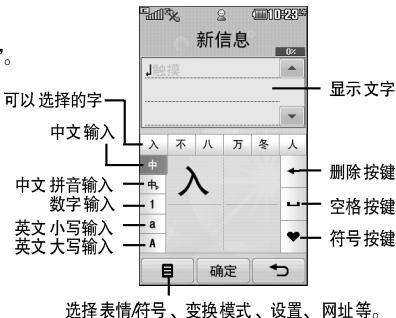 10:23
”。
新信息
0%
触摸
显示文字
可以选择的字
入 不 八 万 冬 人
中文输入
中
入
删除按键
中文拼音输入
中
数字输入
1
空格按键
英文小写输入
a
英文大写输入
A
符号按键
确定
选择表情/符号、变换模式、设置、网址等。